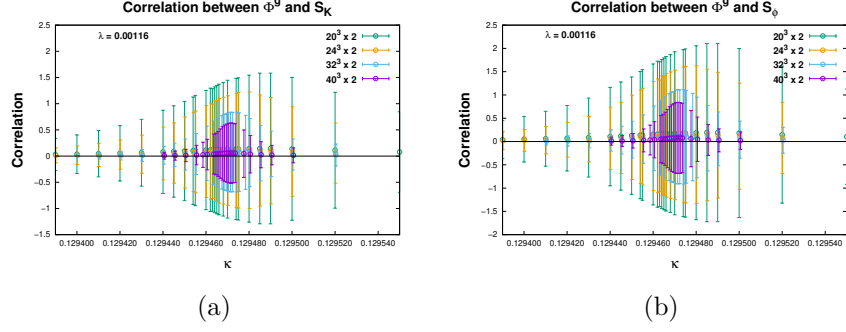 Correlation between Φ^g and S_K
λ = 0.00116
20³ x 2
24³ x 2
32³ x 2
40³ x 2
Correlation
2.5
2
1.5
1
0.5
0
−0.5
−1
−1.5
0.129400 0.129420 0.129440 0.129460 0.129480 0.129500 0.129520 0.129540
κ
(a)
Correlation between Φ^g and S_ϕ
λ = 0.00116
20³ x 2
24³ x 2
32³ x 2
40³ x 2
Correlation
2.5
2
1.5
1
0.5
0
−0.5
−1
−1.5
−2
0.129400 0.129420 0.129440 0.129460 0.129480 0.129500 0.129520 0.129540
κ
(b)